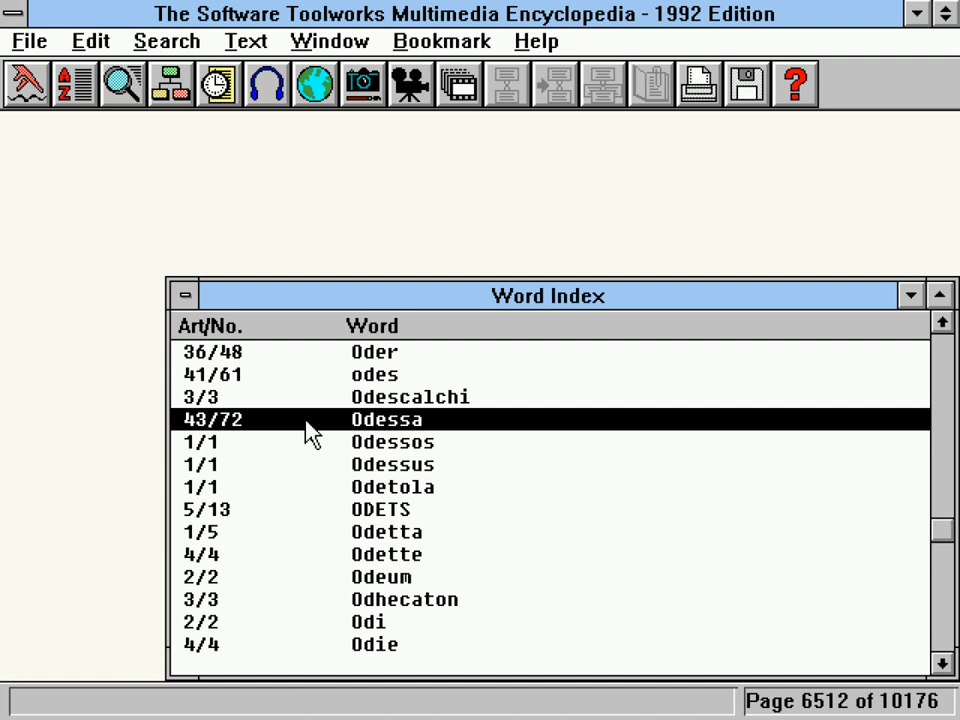 The Software Toolworks Multimedia Encyclopedia - 1992 Edition
File Edit Search Text Window Bookmark Help
A Z ?
Word Index
Art/No. Word
36/48 Oder
41/61 odes
3/3 Odescalchi
43/72 Odessa
1/1 Odessos
1/1 Odessus
1/1 Odetola
5/13 ODETS
1/5 Odetta
4/4 Odette
2/2 Odeum
3/3 Odhecaton
2/2 Odi
4/4 Odie
Page 6512 of 10176